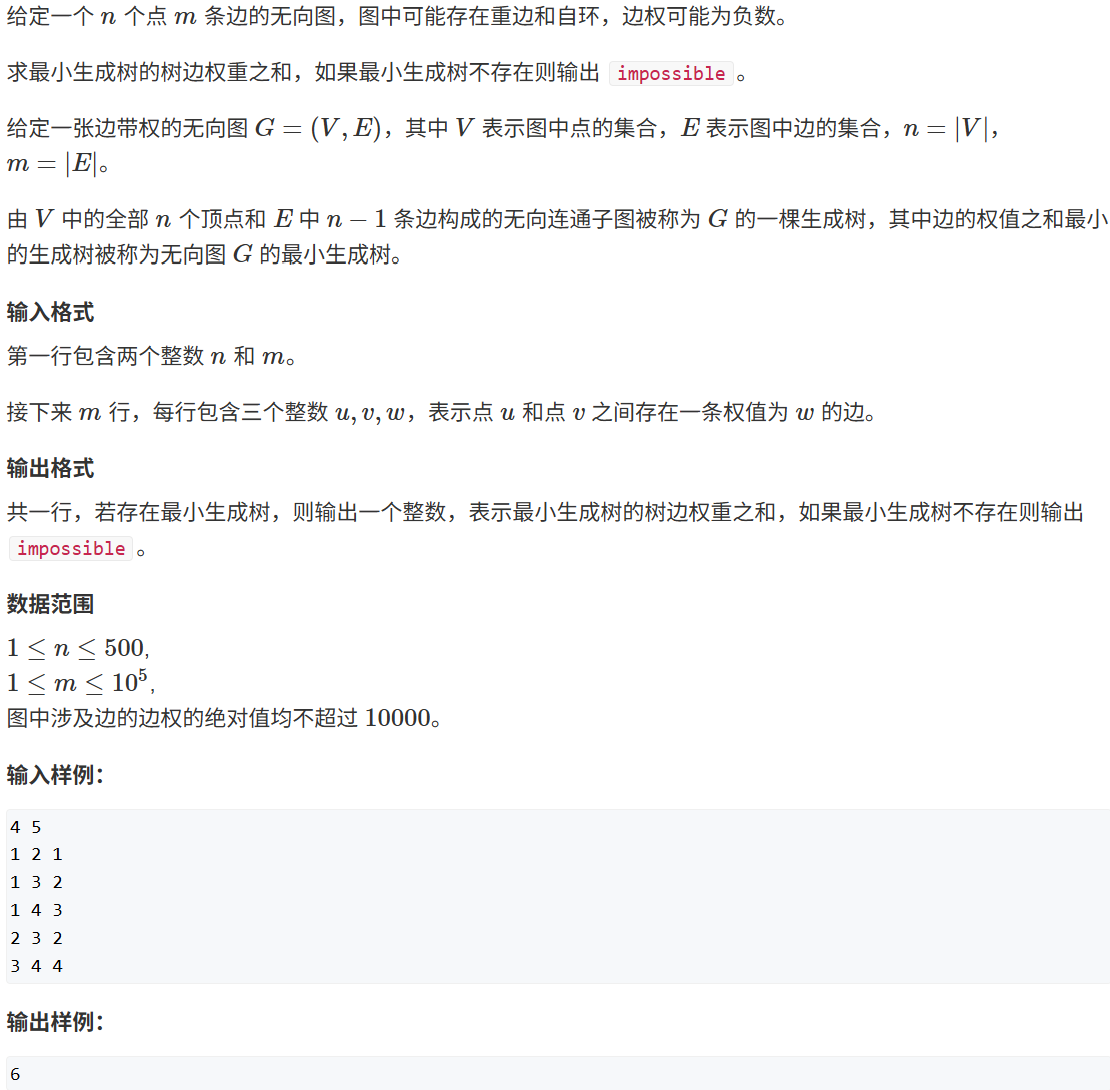 给定一个 n 个点 m 条边的无向图，图中可能存在重边和自环，边权可能为负数。
求最小生成树的树边权重之和，如果最小生成树不存在则输出 impossible 。
给定一张边带权的无向图 G = (V, E)，其中 V 表示图中点的集合，E 表示图中边的集合，n = |V|，
m = |E|。
由 V 中的全部 n 个顶点和 E 中 n − 1 条边构成的无向连通子图被称为 G 的一棵生成树，其中边的权值之和最小
的生成树被称为无向图 G 的最小生成树。
输入格式
第一行包含两个整数 n 和 m。
接下来 m 行，每行包含三个整数 u, v, w，表示点 u 和点 v 之间存在一条权值为 w 的边。
输出格式
共一行，若存在最小生成树，则输出一个整数，表示最小生成树的树边权重之和，如果最小生成树不存在则输出
impossible 。
数据范围
1 ≤ n ≤ 500,
1 ≤ m ≤ 10⁵,
图中涉及边的边权的绝对值均不超过 10000。
输入样例：
4 5
1 2 1
1 3 2
1 4 3
2 3 2
3 4 4
输出样例：
6